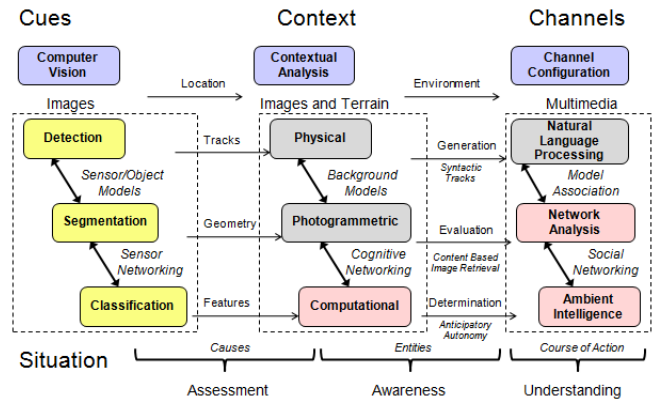 Cues Context Channels
Computer
Vision
Location
Contextual
Analysis
Environment
Channel
Configuration
Images
Images and Terrain
Multimedia
Detection
Tracks
Physical
Generation
Syntactic
Tracks
Natural
Language
Processing
Sensor/Object
Models
Background
Models
Model
Association
Segmentation
Geometry
Photogrammetric
Evaluation
Content Based
Image Retrieval
Network
Analysis
Sensor
Networking
Cognitive
Networking
Social
Networking
Classification
Features
Computational
Determination
Anticipatory
Autonomy
Ambient
Intelligence
Situation
Causes
Entities
Course of Action
Assessment
Awareness
Understanding